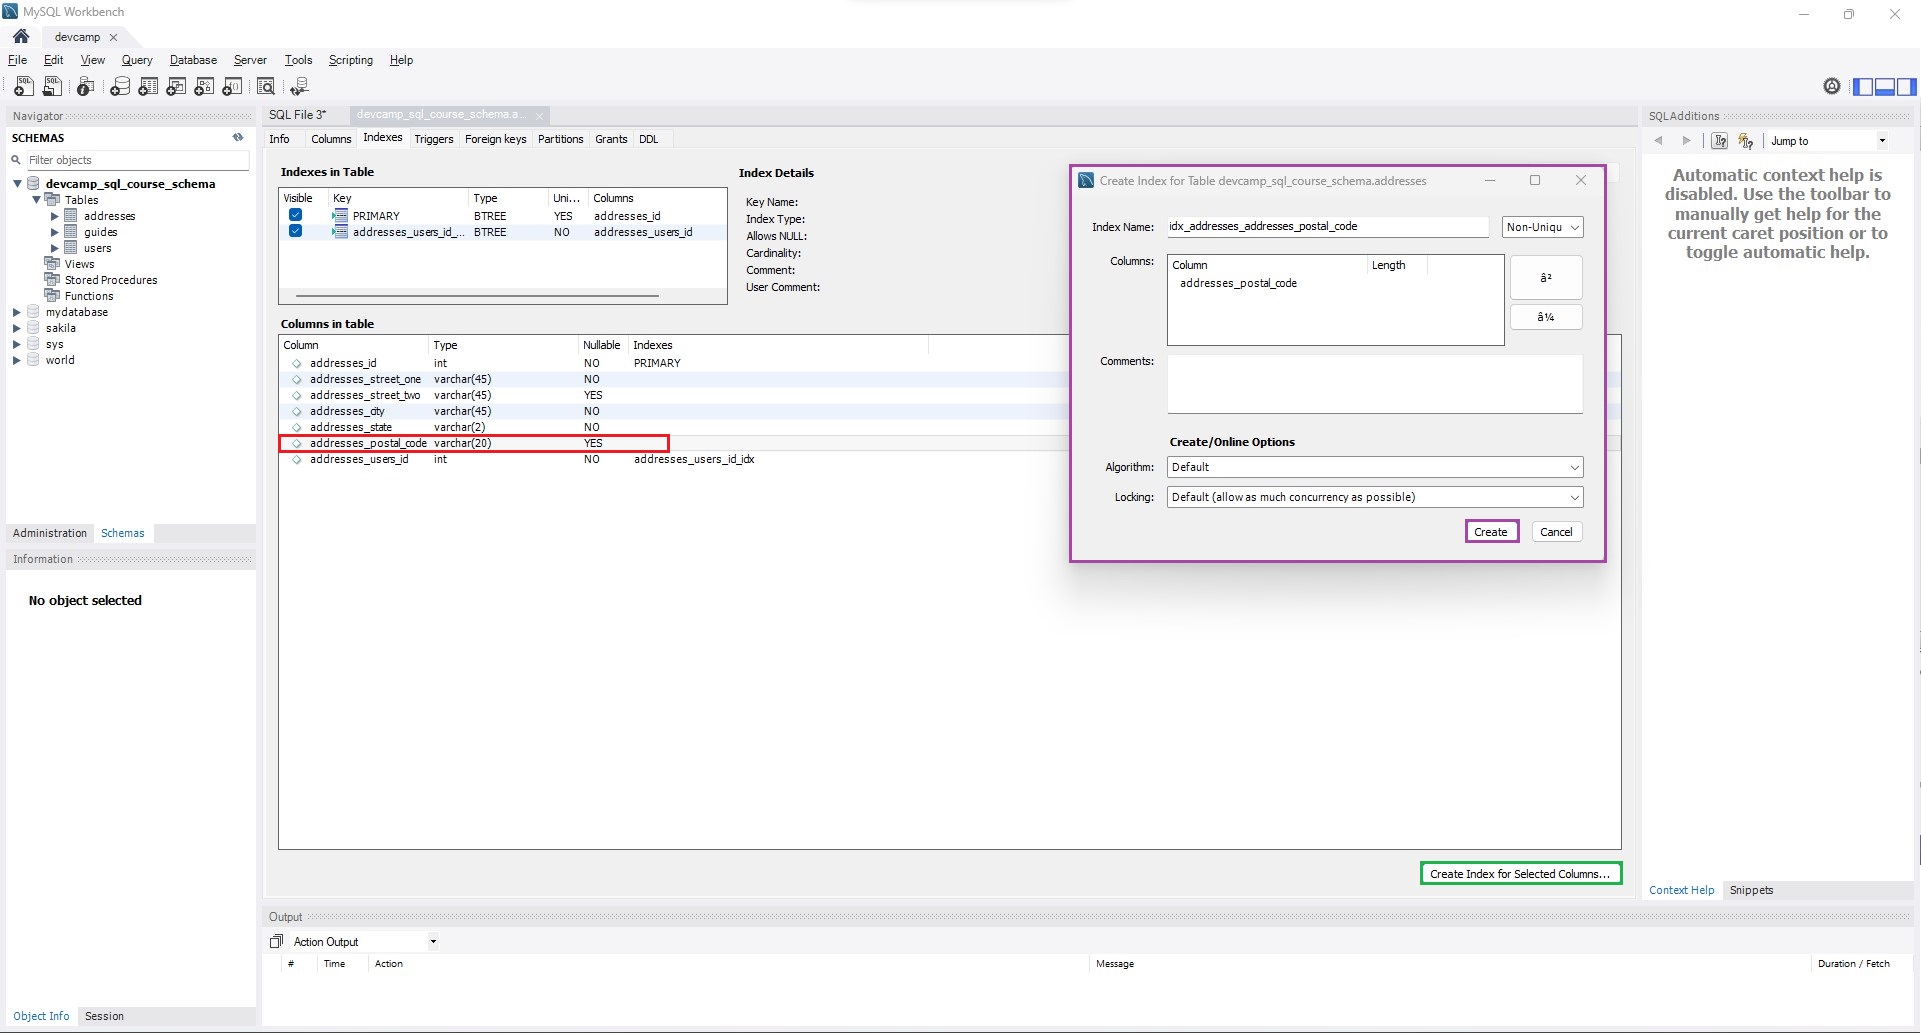 MySQL Workbench
devcamp
File Edit View Query Database Server Tools Scripting Help
Navigator
SCHEMAS
Filter objects
devcamp_sql_course_schema
Tables
addresses
guides
users
Views
Stored Procedures
Functions
mydatabase
sakila
sys
world
Administration Schemas
Information
No object selected
Object Info Session
SQL File 3* devcamp_sql_course_schema.a...
Info Columns Indexes Triggers Foreign keys Partitions Grants DDL
Indexes in Table
Visible Key Type Uni... Columns
PRIMARY BTREE YES addresses_id
addresses_users_id_... BTREE NO addresses_users_id
Index Details
Key Name:
Index Type:
Allows NULL:
Cardinality:
Comment:
User Comment:
Columns in table
Column Type Nullable Indexes
addresses_id int NO PRIMARY
addresses_street_one varchar(45) NO
addresses_street_two varchar(45) YES
addresses_city varchar(45) NO
addresses_state varchar(2) NO
addresses_postal_code varchar(20) YES
addresses_users_id int NO addresses_users_id_idx
Create Index for Selected Columns...
Create Index for Table devcamp_sql_course_schema.addresses
Index Name: idx_addresses_addresses_postal_code Non-Uniqu
Columns:
Column Length
addresses_postal_code
â²
â¼
Comments:
Create/Online Options
Algorithm: Default
Locking: Default (allow as much concurrency as possible)
Create Cancel
SQLAdditions
Jump to
Automatic context help is
disabled. Use the toolbar to
manually get help for the
current caret position or to
toggle automatic help.
Context Help Snippets
Output
Action Output
# Time Action Message Duration / Fetch